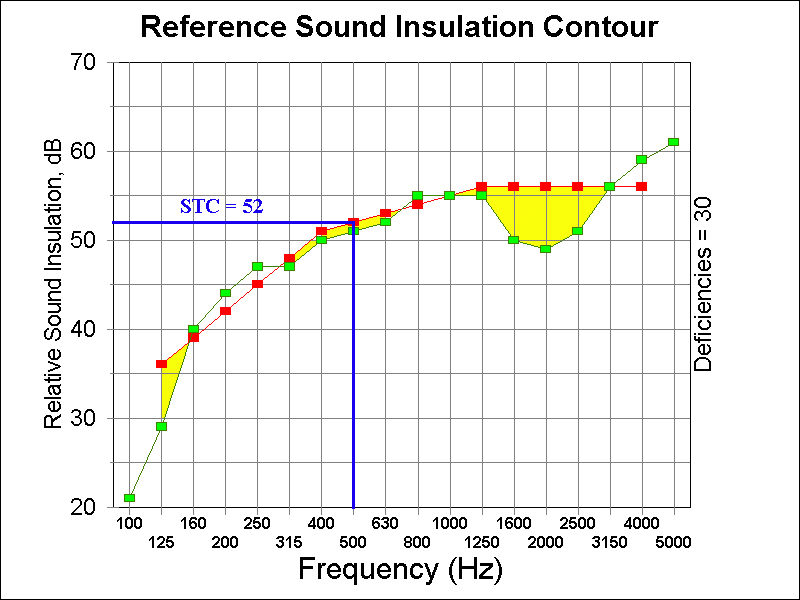 Reference Sound Insulation Contour
70
60
50
40
30
20
Relative Sound Insulation, dB
STC = 52
Deficiencies = 30
100 160 250 400 630 1000 1600 2500 4000
125 200 315 500 800 1250 2000 3150 5000
Frequency (Hz)